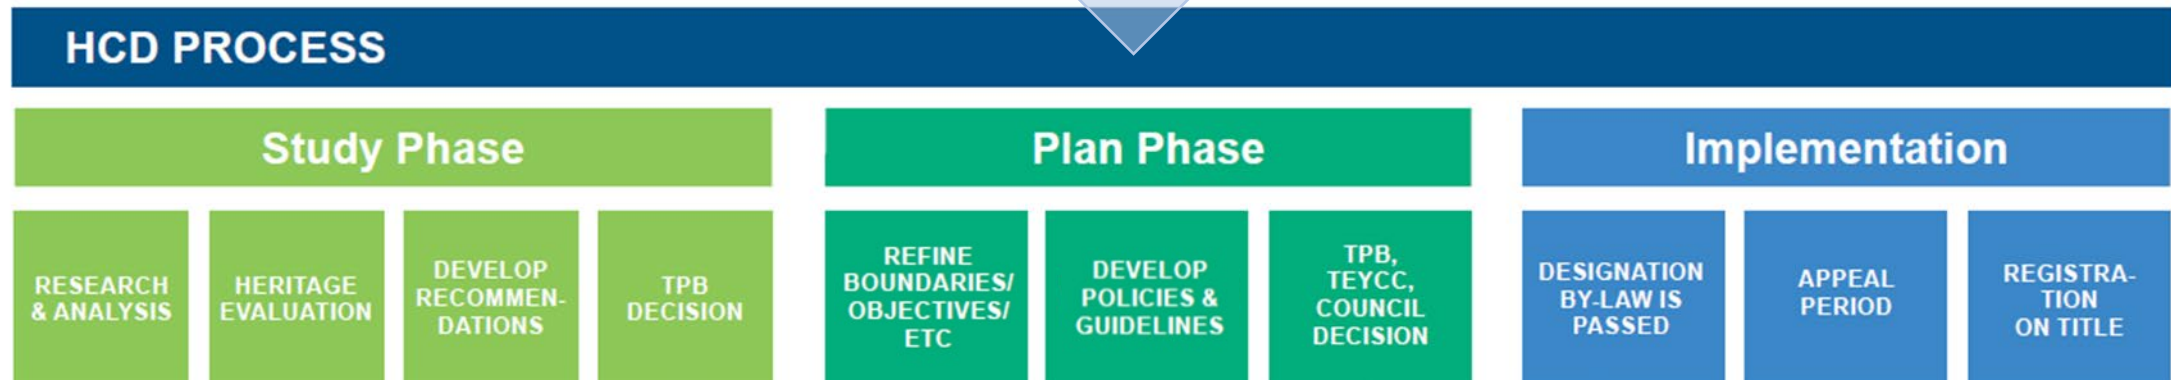 HCD PROCESS
Study Phase
Plan Phase
Implementation
RESEARCH
& ANALYSIS
HERITAGE
EVALUATION
DEVELOP
RECOMMEN-
DATIONS
TPB
DECISION
REFINE
BOUNDARIES/
OBJECTIVES/
ETC
DEVELOP
POLICIES &
GUIDELINES
TPB,
TEYCC,
COUNCIL
DECISION
DESIGNATION
BY-LAW IS
PASSED
APPEAL
PERIOD
REGISTRA-
TION
ON TITLE